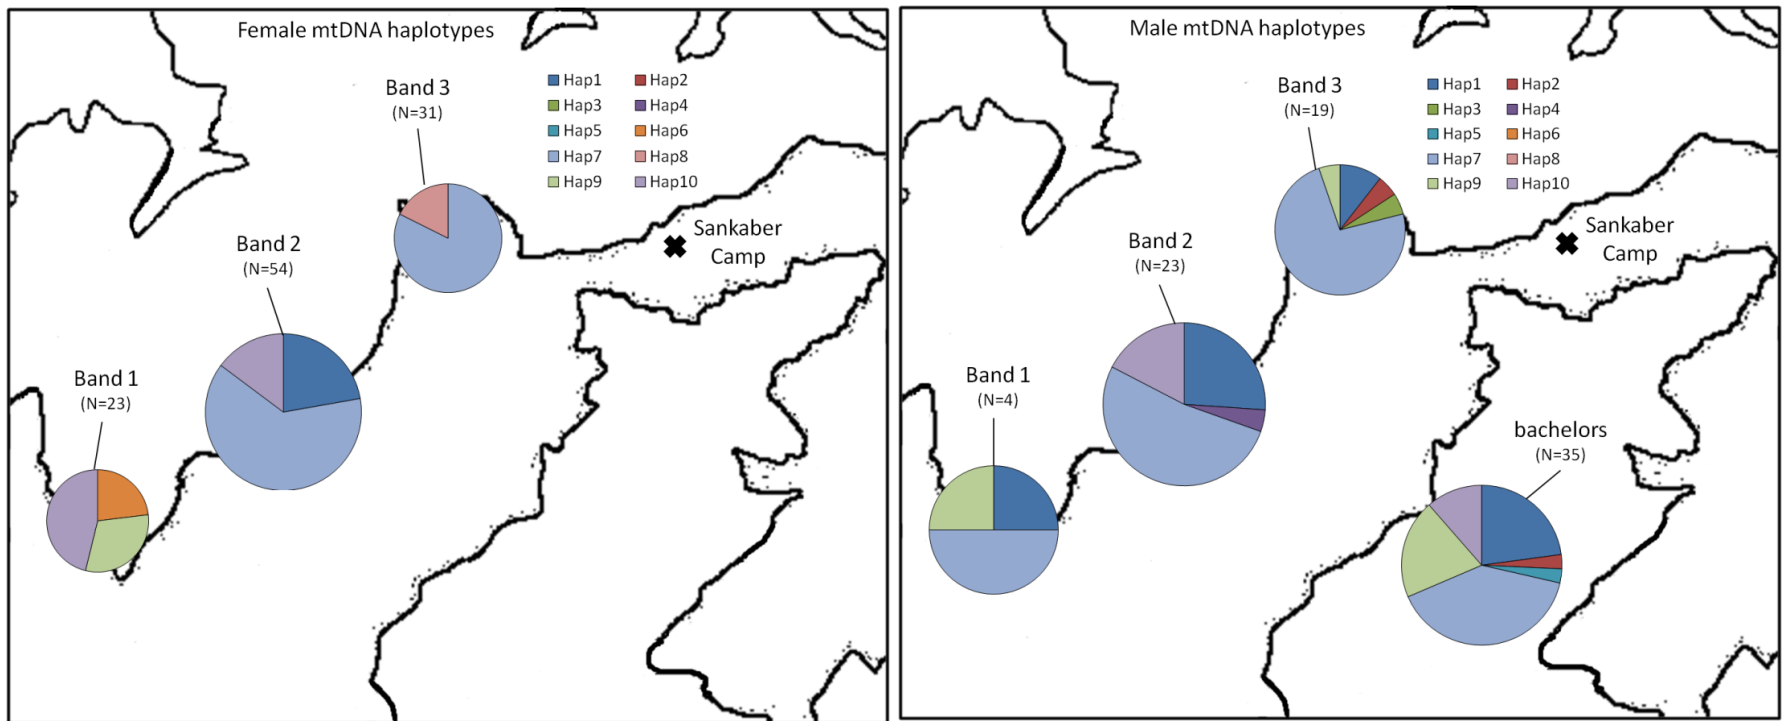 Female mtDNA haplotypes
Band 3
(N=31)
Hap1 Hap2
Hap3 Hap4
Hap5 Hap6
Hap7 Hap8
Hap9 Hap10
Sankaber
Camp
Band 2
(N=54)
Band 1
(N=23)
Male mtDNA haplotypes
Band 3
(N=19)
Hap1 Hap2
Hap3 Hap4
Hap5 Hap6
Hap7 Hap8
Hap9 Hap10
Sankaber
Camp
Band 2
(N=23)
Band 1
(N=4)
bachelors
(N=35)